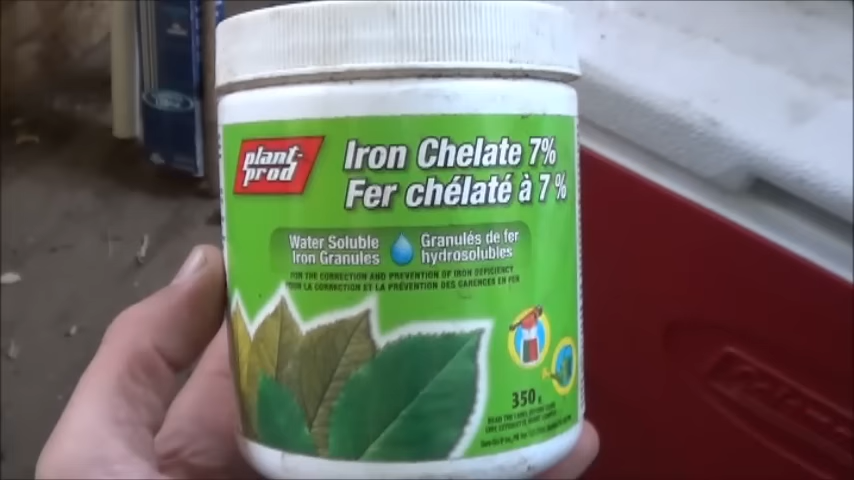 plant-
prod
Iron Chelate 7%
Fer chélaté à 7 %
Water Soluble
Iron Granules
Granulés de fer
hydrosolubles
FOR THE CORRECTION AND PREVENTION OF IRON DEFICIENCY
POUR LA CORRECTION ET LA PRÉVENTION DES CARENCES EN FER
350 g